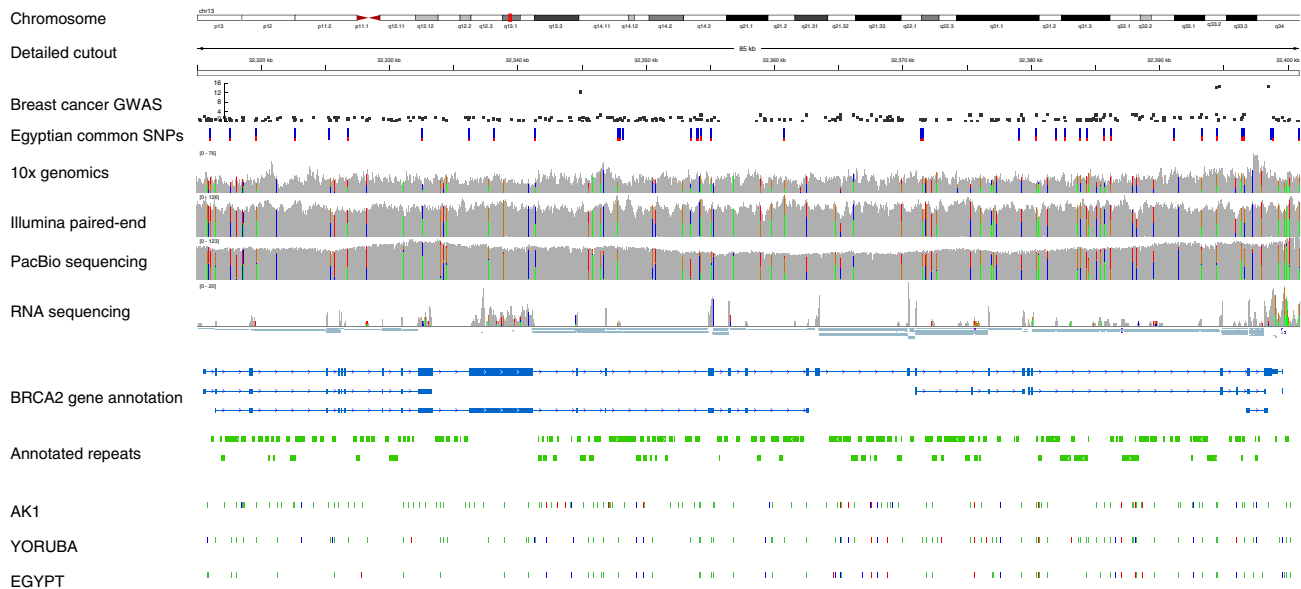 chr13
Chromosome
p13 p12 p11.2 p11.1 q12.11 q12.12 q12.2 q12.3 q13.1 q13.3 q14.11 q14.12 q14.2 q14.3 q21.1 q21.31 q21.32 q21.33 q22.1 q22.3 q31.1 q31.2 q31.3 q32.1 q32.2 q33.1 q33.2 q33.3 q34
Detailed cutout
85 kb
32,320 kb 32,330 kb 32,340 kb 32,350 kb 32,360 kb 32,370 kb 32,380 kb 32,390 kb 32,400 kb
Breast cancer GWAS
16
12
8
4
Egyptian common SNPs
[0 - 76]
10x genomics
[0 - 126]
Illumina paired-end
[0 - 123]
PacBio sequencing
[0 - 20]
RNA sequencing
BRCA2 gene annotation
Annotated repeats
AK1
YORUBA
EGYPT